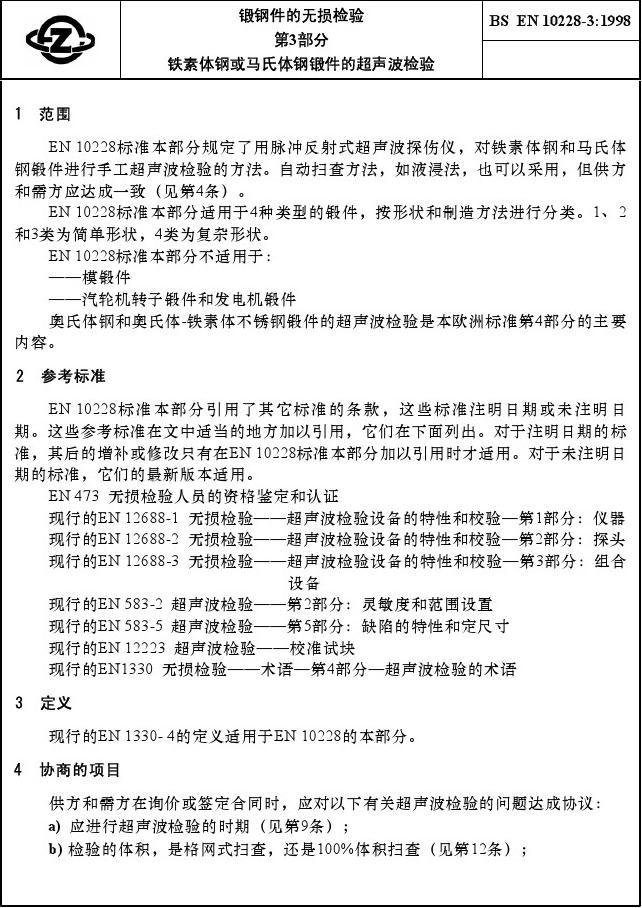 锻钢件的无损检验
第3部分
铁素体钢或马氏体钢锻件的超声波检验
BS EN 10228-3:1998
Z
1 范围
EN 10228标准本部分规定了用脉冲反射式超声波探伤仪，对铁素体钢和马氏体
钢锻件进行手工超声波检验的方法。自动扫查方法，如液浸法，也可以采用，但供方
和需方应达成一致（见第4条）。
EN 10228标准本部分适用于4种类型的锻件，按形状和制造方法进行分类。1、2
和3类为简单形状，4类为复杂形状。
EN 10228标准本部分不适用于：
——模锻件
——汽轮机转子锻件和发电机锻件
奥氏体钢和奥氏体-铁素体不锈钢锻件的超声波检验是本欧洲标准第4部分的主要
内容。
2 参考标准
EN 10228标准本部分引用了其它标准的条款，这些标准注明日期或未注明日
期。这些参考标准在文中适当的地方加以引用，它们在下面列出。对于注明日期的标
准，其后的增补或修改只有在EN 10228标准本部分加以引用时才适用。对于未注明日
期的标准，它们的最新版本适用。
EN 473 无损检验人员的资格鉴定和认证
现行的EN 12688-1 无损检验——超声波检验设备的特性和校验—第1部分：仪器
现行的EN 12688-2 无损检验——超声波检验设备的特性和校验—第2部分：探头
现行的EN 12688-3 无损检验——超声波检验设备的特性和校验—第3部分：组合
设备
现行的EN 583-2 超声波检验——第2部分：灵敏度和范围设置
现行的EN 583-5 超声波检验——第5部分：缺陷的特性和定尺寸
现行的EN 12223 超声波检验——校准试块
现行的EN1330 无损检验——术语—第4部分—超声波检验的术语
3 定义
现行的EN 1330- 4的定义适用于EN 10228的本部分。
4 协商的项目
供方和需方在询价或签定合同时，应对以下有关超声波检验的问题达成协议：
a) 应进行超声波检验的时期（见第9条）；
b) 检验的体积，是格网式扫查，还是100%体积扫查（见第12条）；